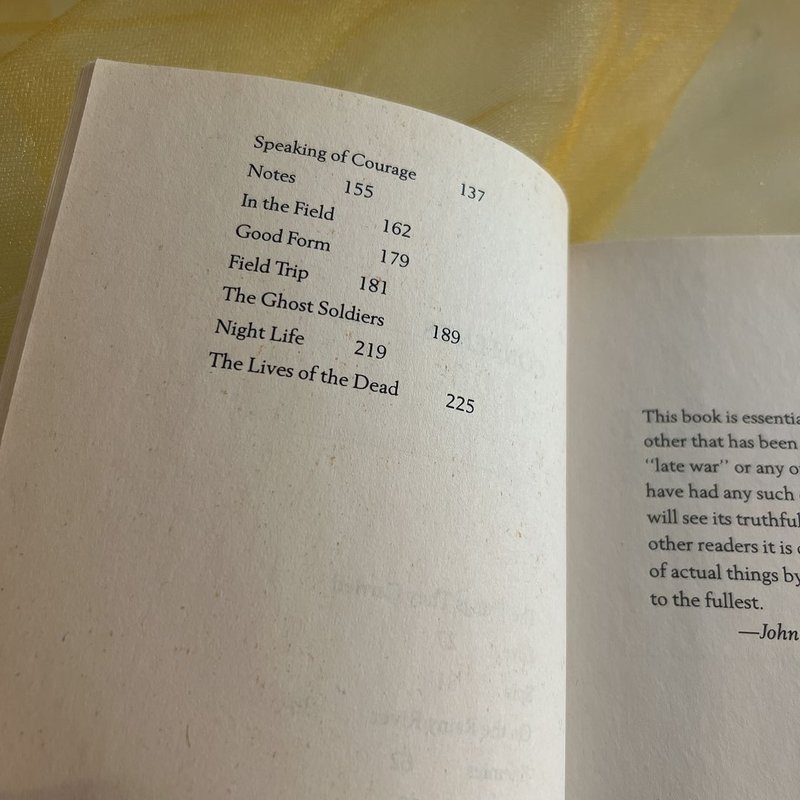 Speaking of Courage 137
Notes 155
In the Field 162
Good Form 179
Field Trip 181
The Ghost Soldiers 189
Night Life 219
The Lives of the Dead 225
This book is essentia
other that has been
“late war” or any o
have had any such
will see its truthful
other readers it is
of actual things by
to the fullest.
—John